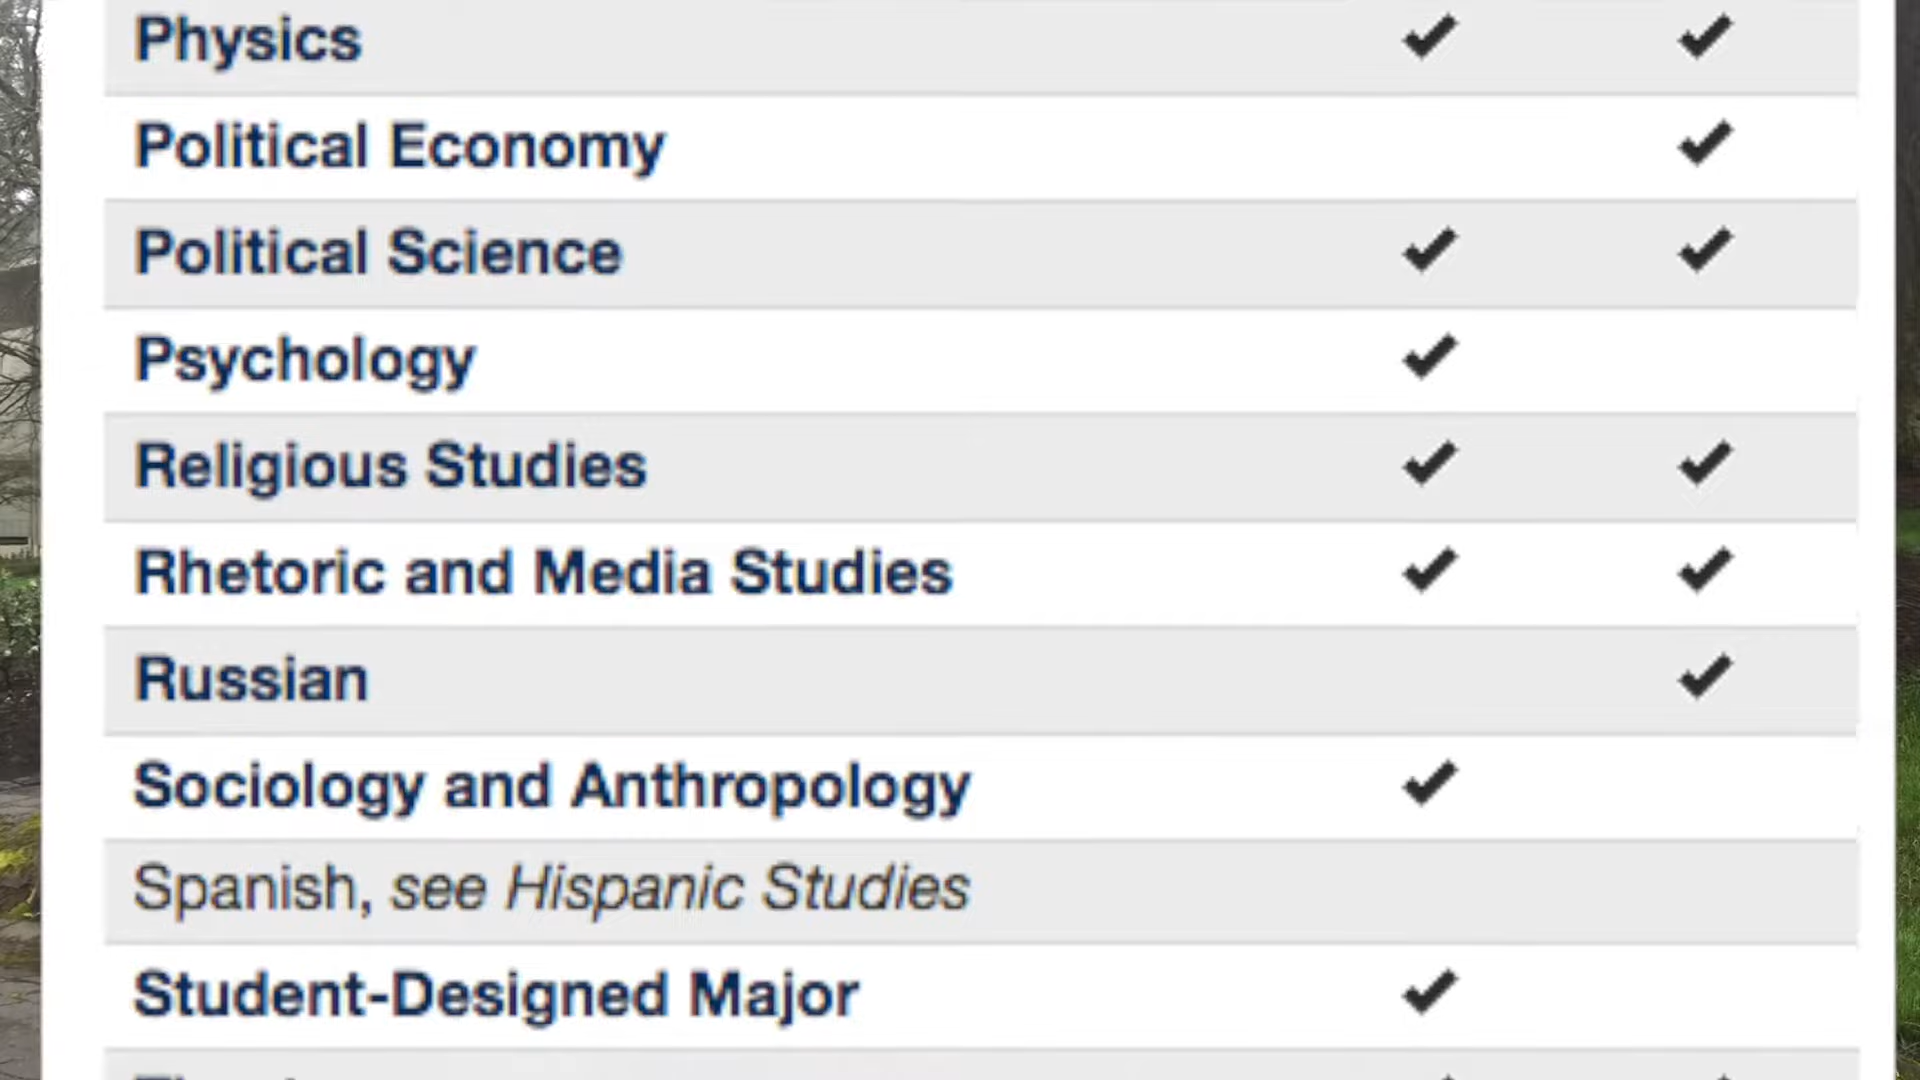 Physics ✔ ✔
Political Economy ✔
Political Science ✔ ✔
Psychology ✔
Religious Studies ✔ ✔
Rhetoric and Media Studies ✔ ✔
Russian ✔
Sociology and Anthropology ✔
Spanish, see Hispanic Studies
Student-Designed Major ✔